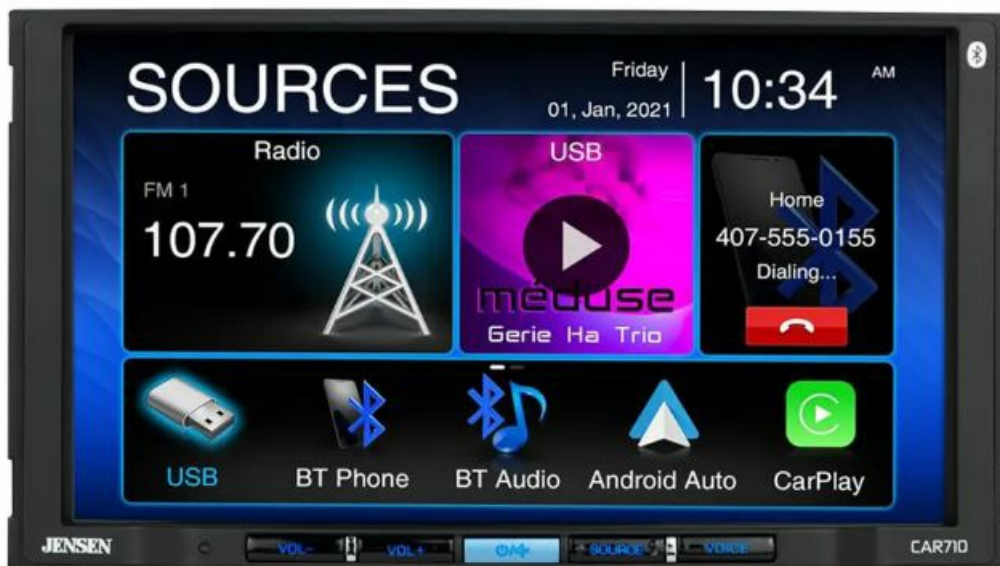 SOURCES
Friday
01, Jan, 2021
10:34
AM
Radio
FM 1
107.70
USB
méduse
Gerie Ha Trio
Home
407-555-0155
Dialing...
USB
BT Phone
BT Audio
Android Auto
CarPlay
JENSEN
VOL-
VOL+
SOURCE
VOICE
CAR710